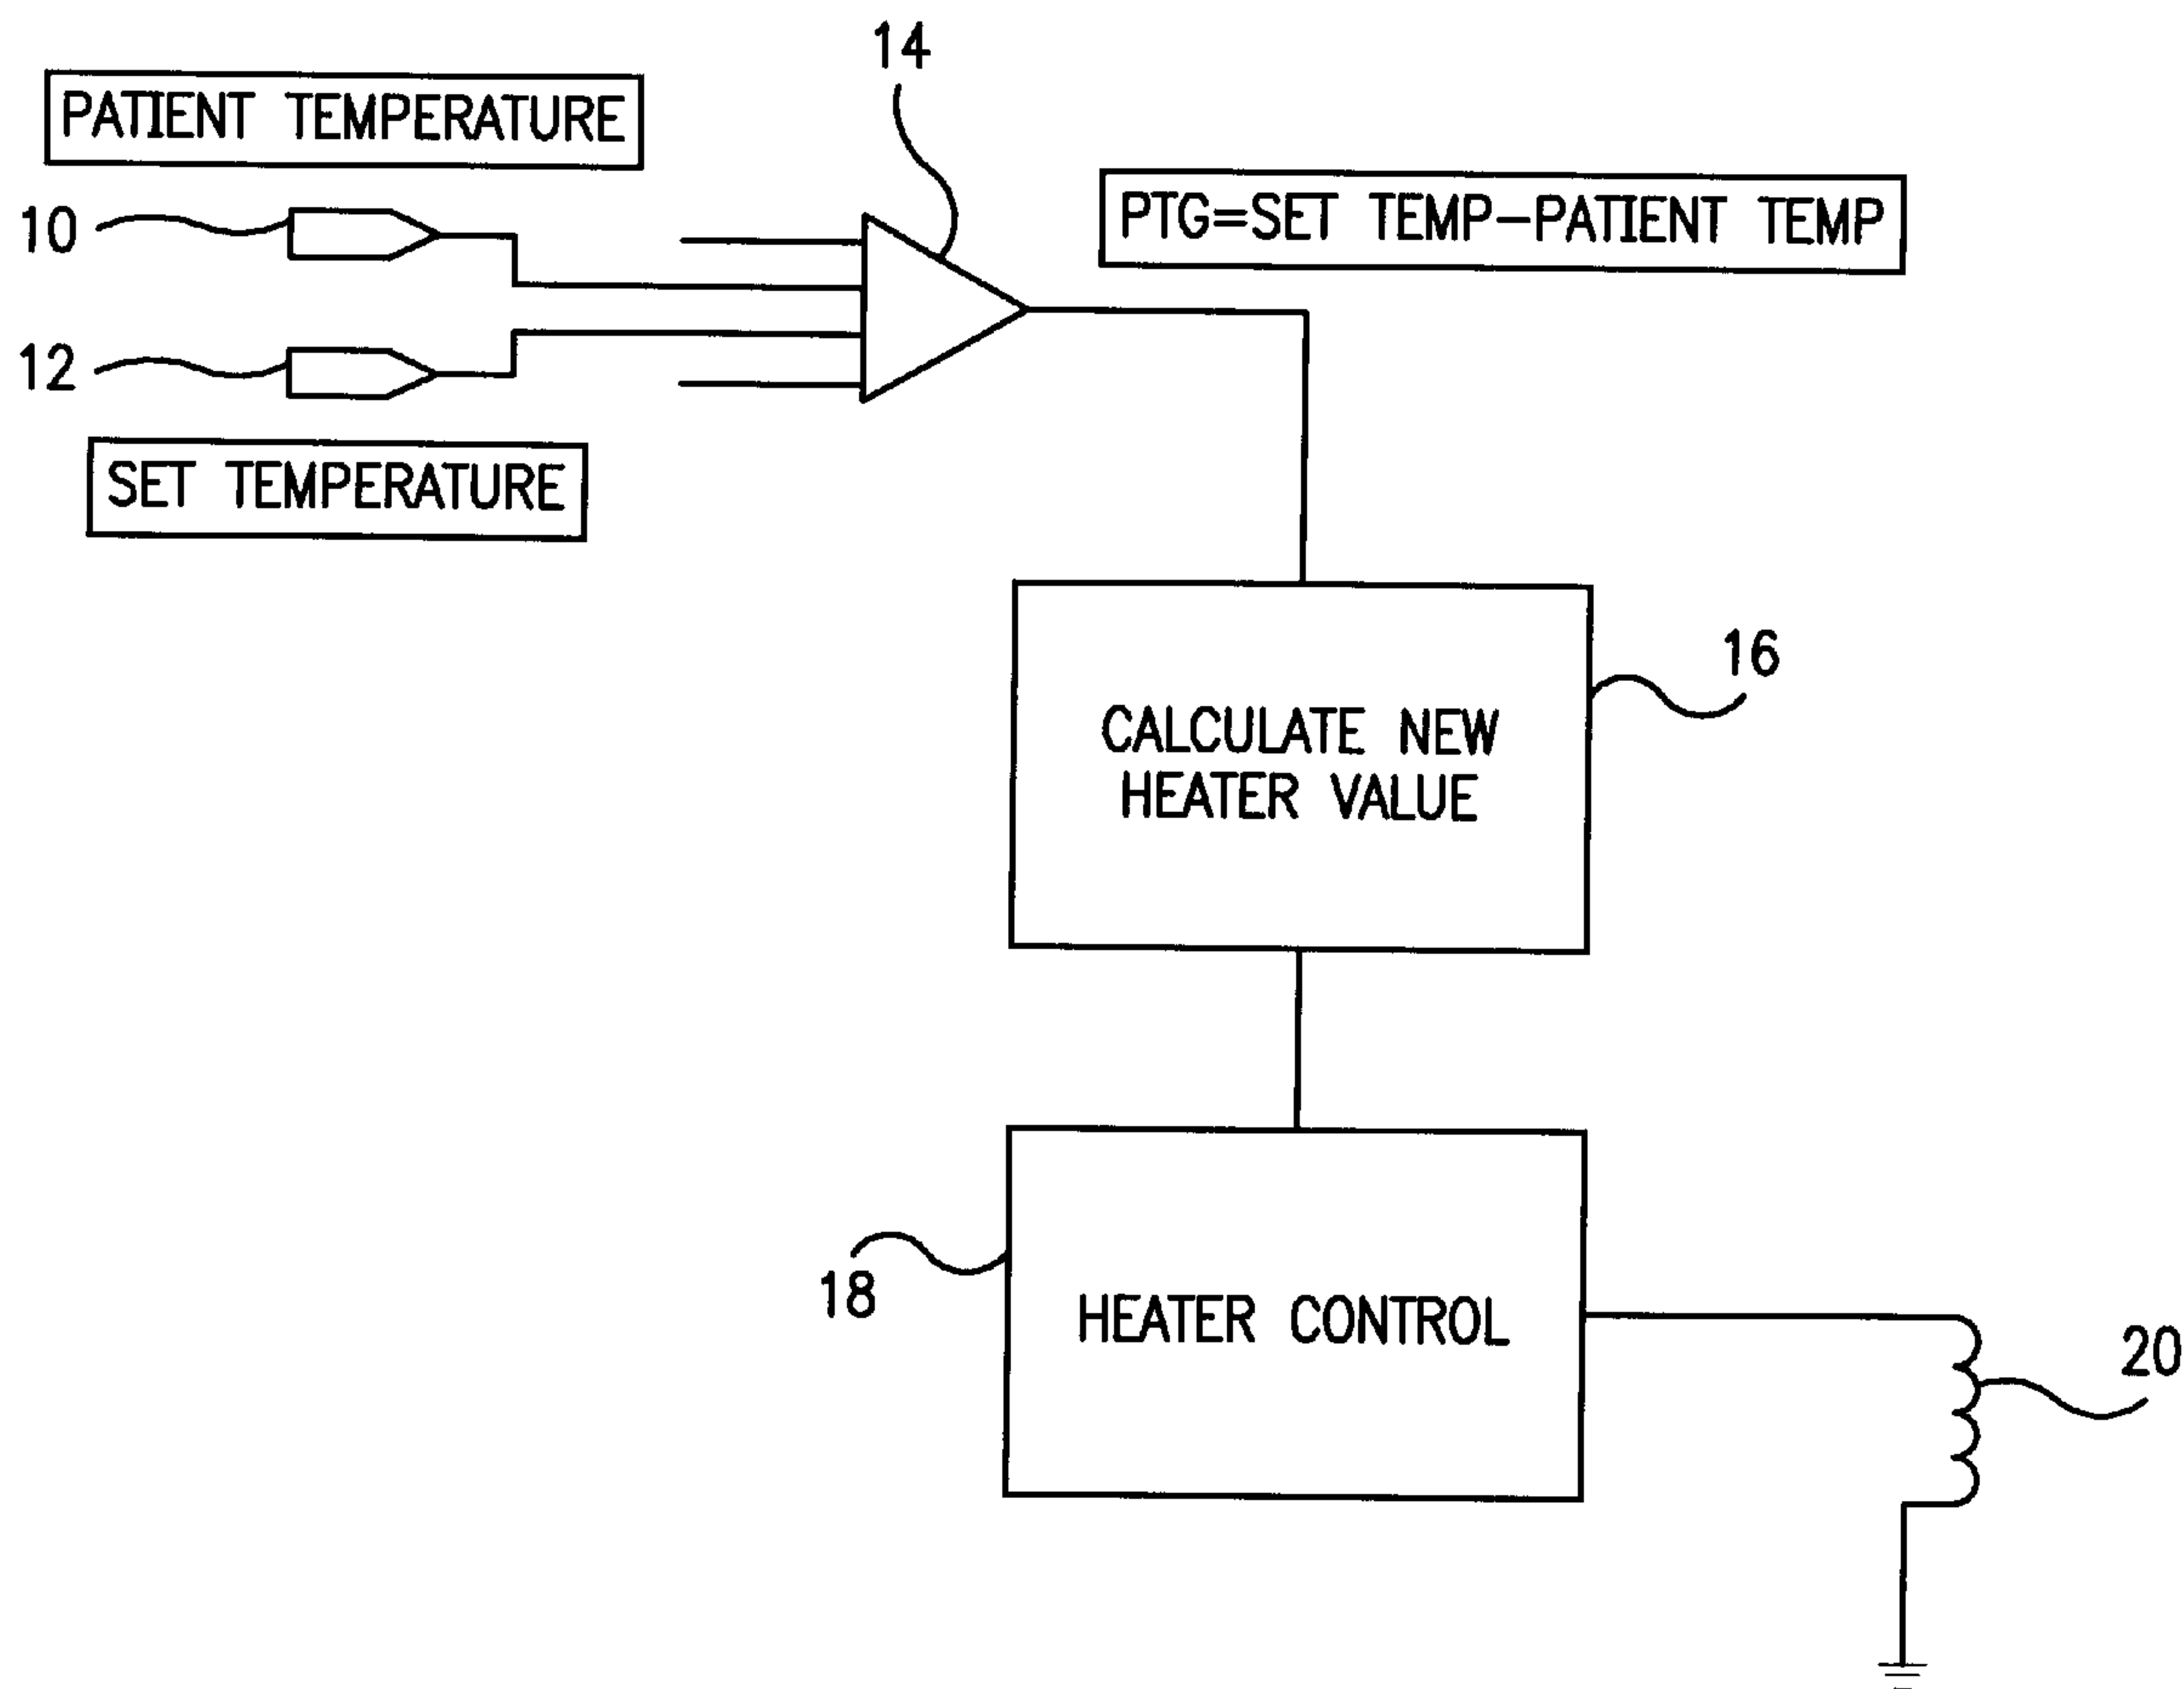 14
PATIENT TEMPERATURE
PTG=SET TEMP-PATIENT TEMP
10
12
SET TEMPERATURE
16
CALCULATE NEW
HEATER VALUE
18
HEATER CONTROL
20